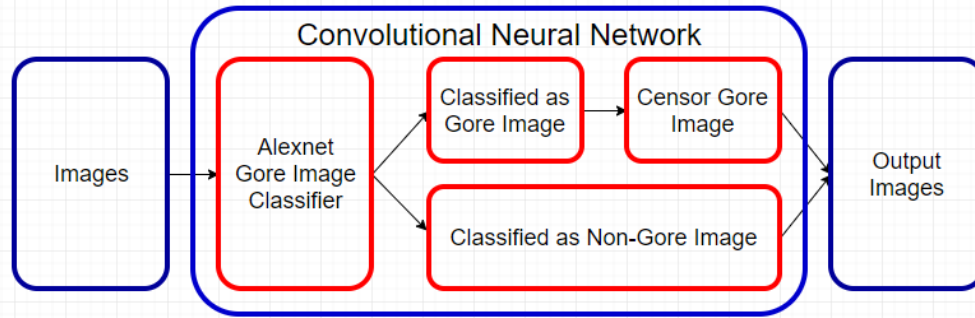 Convolutional Neural Network
Images
Alexnet
Gore Image
Classifier
Classified as
Gore Image
Censor Gore
Image
Classified as Non-Gore Image
Output
Images